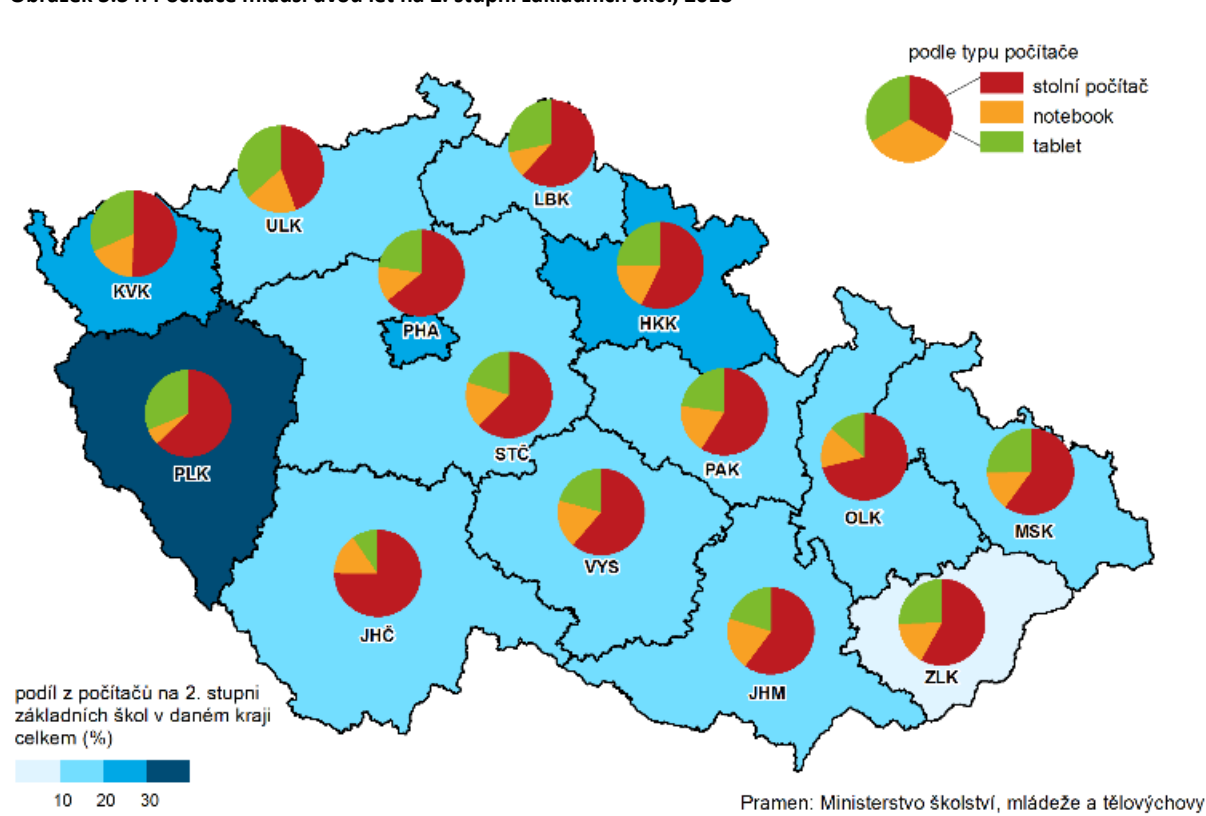 podle typu počítače
stolní počítač
notebook
tablet
LBK
ULK
KVK
PHA
HKK
STČ
PAK
PLK
OLK
MSK
VYS
JHČ
ZLK
JHM
podíl z počítačů na 2. stupni
základních škol v daném kraji
celkem (%)
10 20 30
Pramen: Ministerstvo školství, mládeže a tělovýchovy